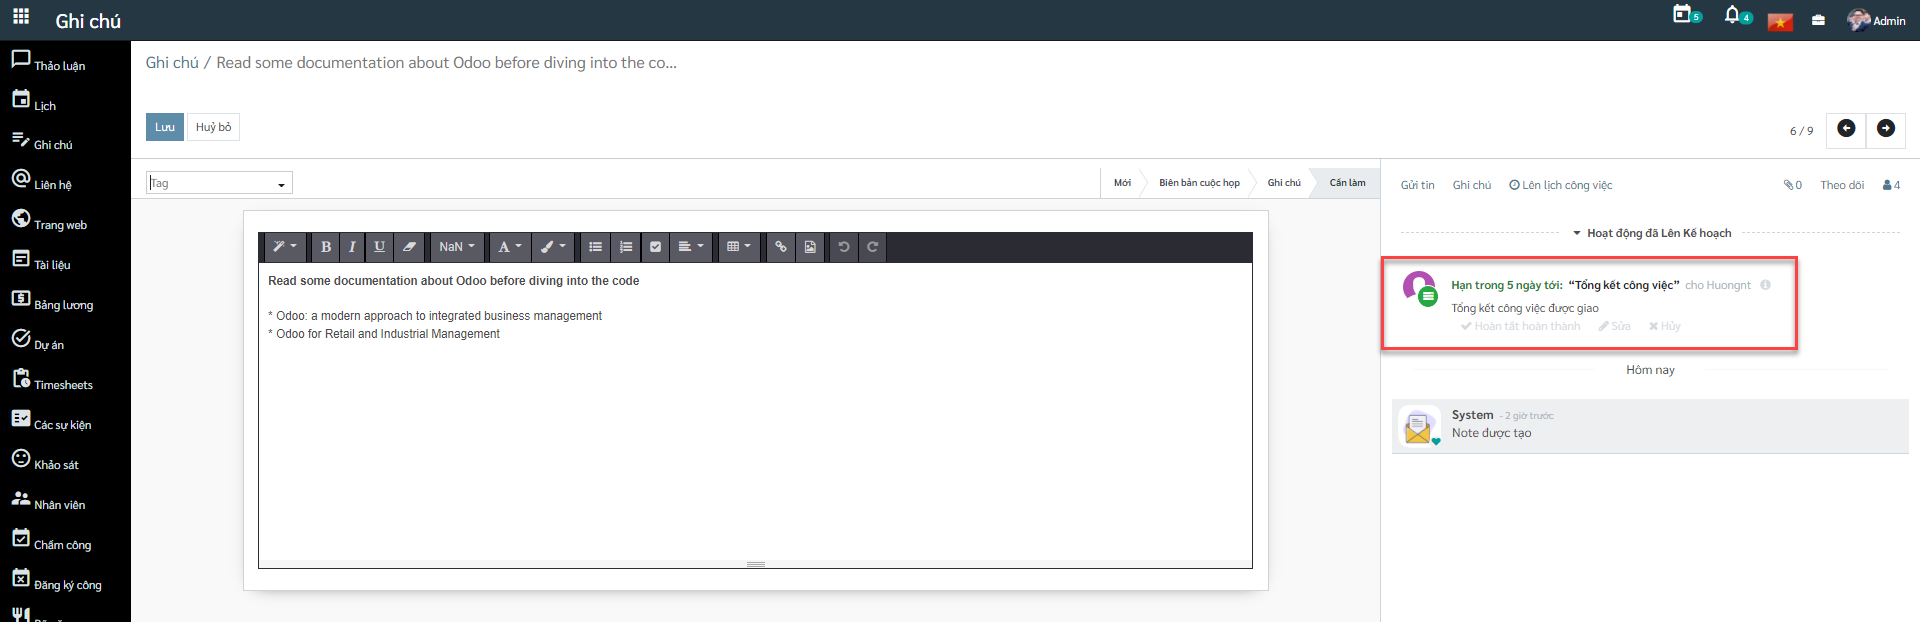 Ghi chú
5
4
Admin
Thảo luận
Lịch
Ghi chú
Liên hệ
Trang web
Tài liệu
Bảng lương
Dự án
Timesheets
Các sự kiện
Khảo sát
Nhân viên
Chấm công
Đăng ký công
Ghi chú / Read some documentation about Odoo before diving into the co...
Lưu
Huỷ bỏ
6 / 9
Tag
Mới
Biên bản cuộc họp
Ghi chú
Cần làm
B I U NaN A
Read some documentation about Odoo before diving into the code
* Odoo: a modern approach to integrated business management
* Odoo for Retail and Industrial Management
Gửi tin
Ghi chú
Lên lịch công việc
0
Theo dõi
4
Hoạt động đã Lên Kế hoạch
Hạn trong 5 ngày tới: “Tổng kết công việc” cho Huongnt
Tổng kết công việc được giao
Hoàn tất hoàn thành Sửa Hủy
Hôm nay
System - 2 giờ trước
Note được tạo